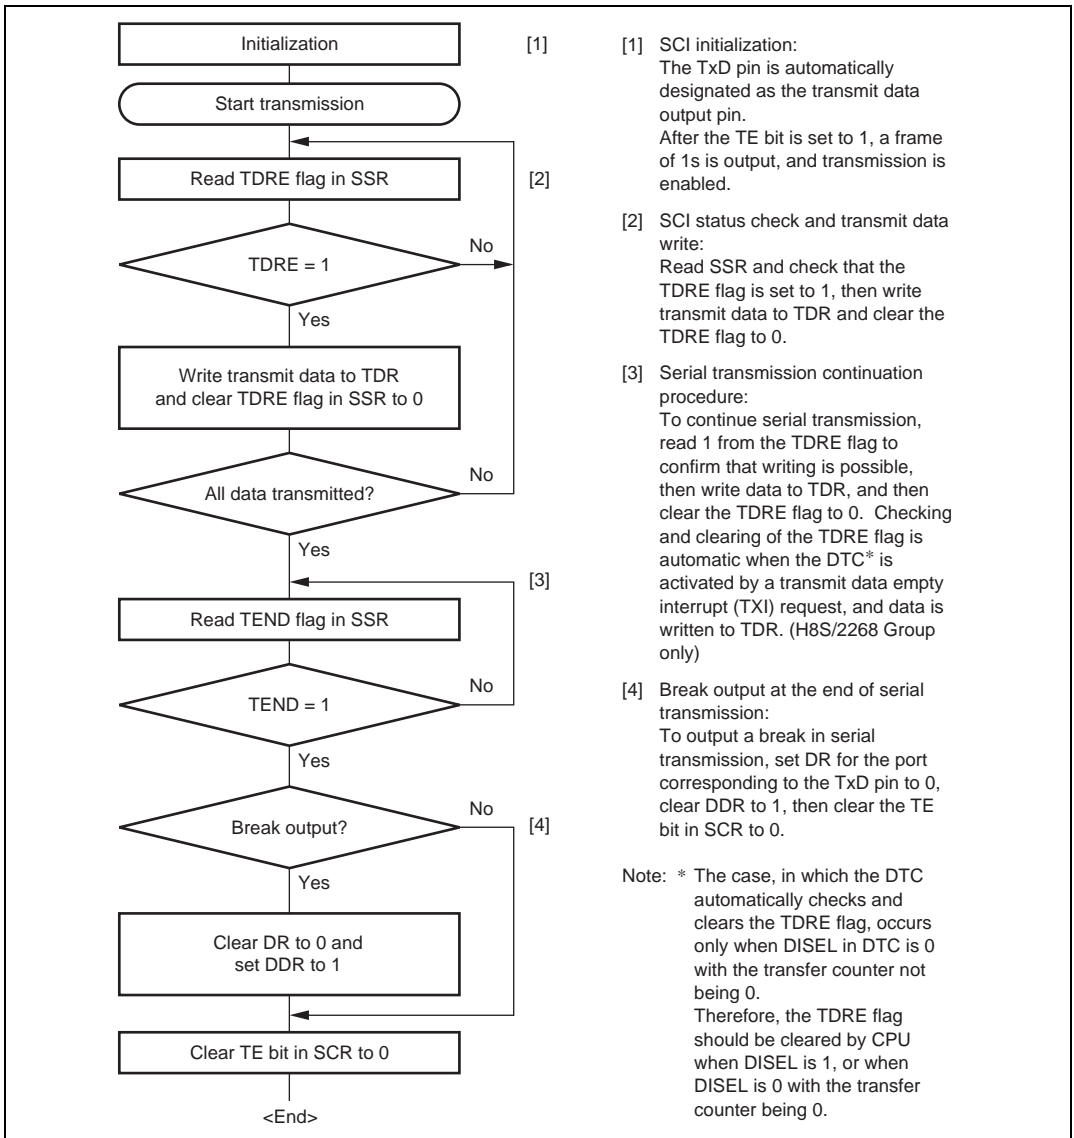 Initialization
[1]
Start transmission
Read TDRE flag in SSR
[2]
TDRE = 1
No
Yes
Write transmit data to TDR
and clear TDRE flag in SSR to 0
All data transmitted?
No
Yes
[3]
Read TEND flag in SSR
TEND = 1
No
Yes
Break output?
No
[4]
Yes
Clear DR to 0 and
set DDR to 1
Clear TE bit in SCR to 0
<End>
[1] SCI initialization:
The TxD pin is automatically
designated as the transmit data
output pin.
After the TE bit is set to 1, a frame
of 1s is output, and transmission is
enabled.
[2] SCI status check and transmit data
write:
Read SSR and check that the
TDRE flag is set to 1, then write
transmit data to TDR and clear the
TDRE flag to 0.
[3] Serial transmission continuation
procedure:
To continue serial transmission,
read 1 from the TDRE flag to
confirm that writing is possible,
then write data to TDR, and then
clear the TDRE flag to 0. Checking
and clearing of the TDRE flag is
automatic when the DTC* is
activated by a transmit data empty
interrupt (TXI) request, and data is
written to TDR. (H8S/2268 Group
only)
[4] Break output at the end of serial
transmission:
To output a break in serial
transmission, set DR for the port
corresponding to the TxD pin to 0,
clear DDR to 1, then clear the TE
bit in SCR to 0.
Note: * The case, in which the DTC
automatically checks and
clears the TDRE flag, occurs
only when DISEL in DTC is 0
with the transfer counter not
being 0.
Therefore, the TDRE flag
should be cleared by CPU
when DISEL is 1, or when
DISEL is 0 with the transfer
counter being 0.